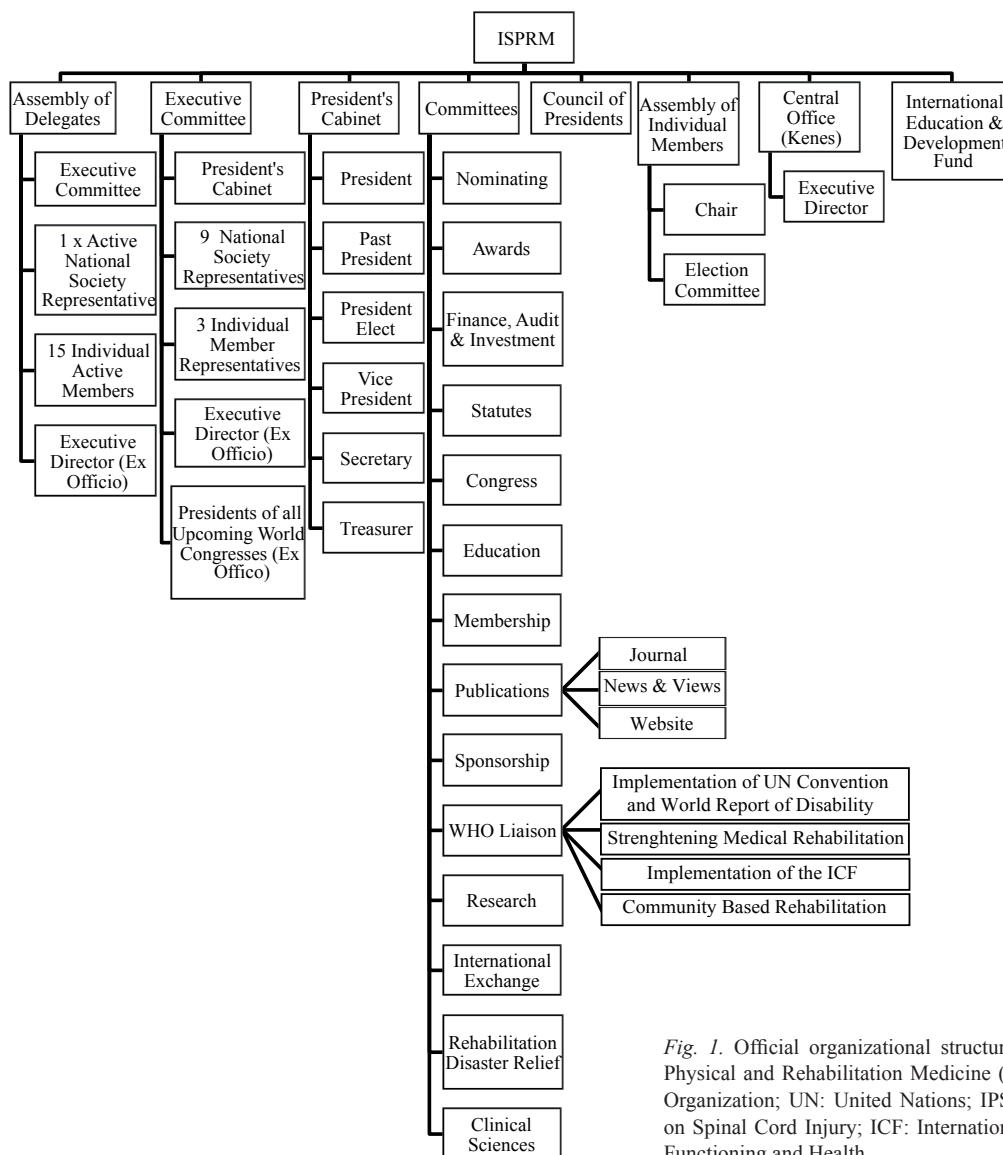 ISPRM
Assembly of
Delegates
Executive
Committee
1 x Active
National
Society
Representative
15 Individual
Active
Members
Executive
Director (Ex
Officio)
Executive
Committee
President's
Cabinet
9 National
Society
Representatives
3 Individual
Member
Representatives
Executive
Director (Ex
Officio)
Presidents of all
Upcoming World
Congresses (Ex
Offico)
President's
Cabinet
President
Past
President
President
Elect
Vice
President
Secretary
Treasurer
Committees
Nominating
Awards
Finance, Audit
& Investment
Statutes
Congress
Education
Membership
Publications
Journal
News & Views
Website
Sponsorship
WHO Liaison
Implementation of UN Convention
and World Report of Disability
Strenghtening Medical Rehabilitation
Implementation of the ICF
Community Based Rehabilitation
Research
International
Exchange
Rehabilitation
Disaster Relief
Clinical
Sciences
Council of
Presidents
Assembly of
Individual
Members
Chair
Election
Committee
Central
Office
(Kenes)
Executive
Director
International
Education &
Development
Fund
Fig. 1. Official organizational structur
Physical and Rehabilitation Medicine (
Organization; UN: United Nations; IPS
on Spinal Cord Injury; ICF: Internation
Functioning and Health